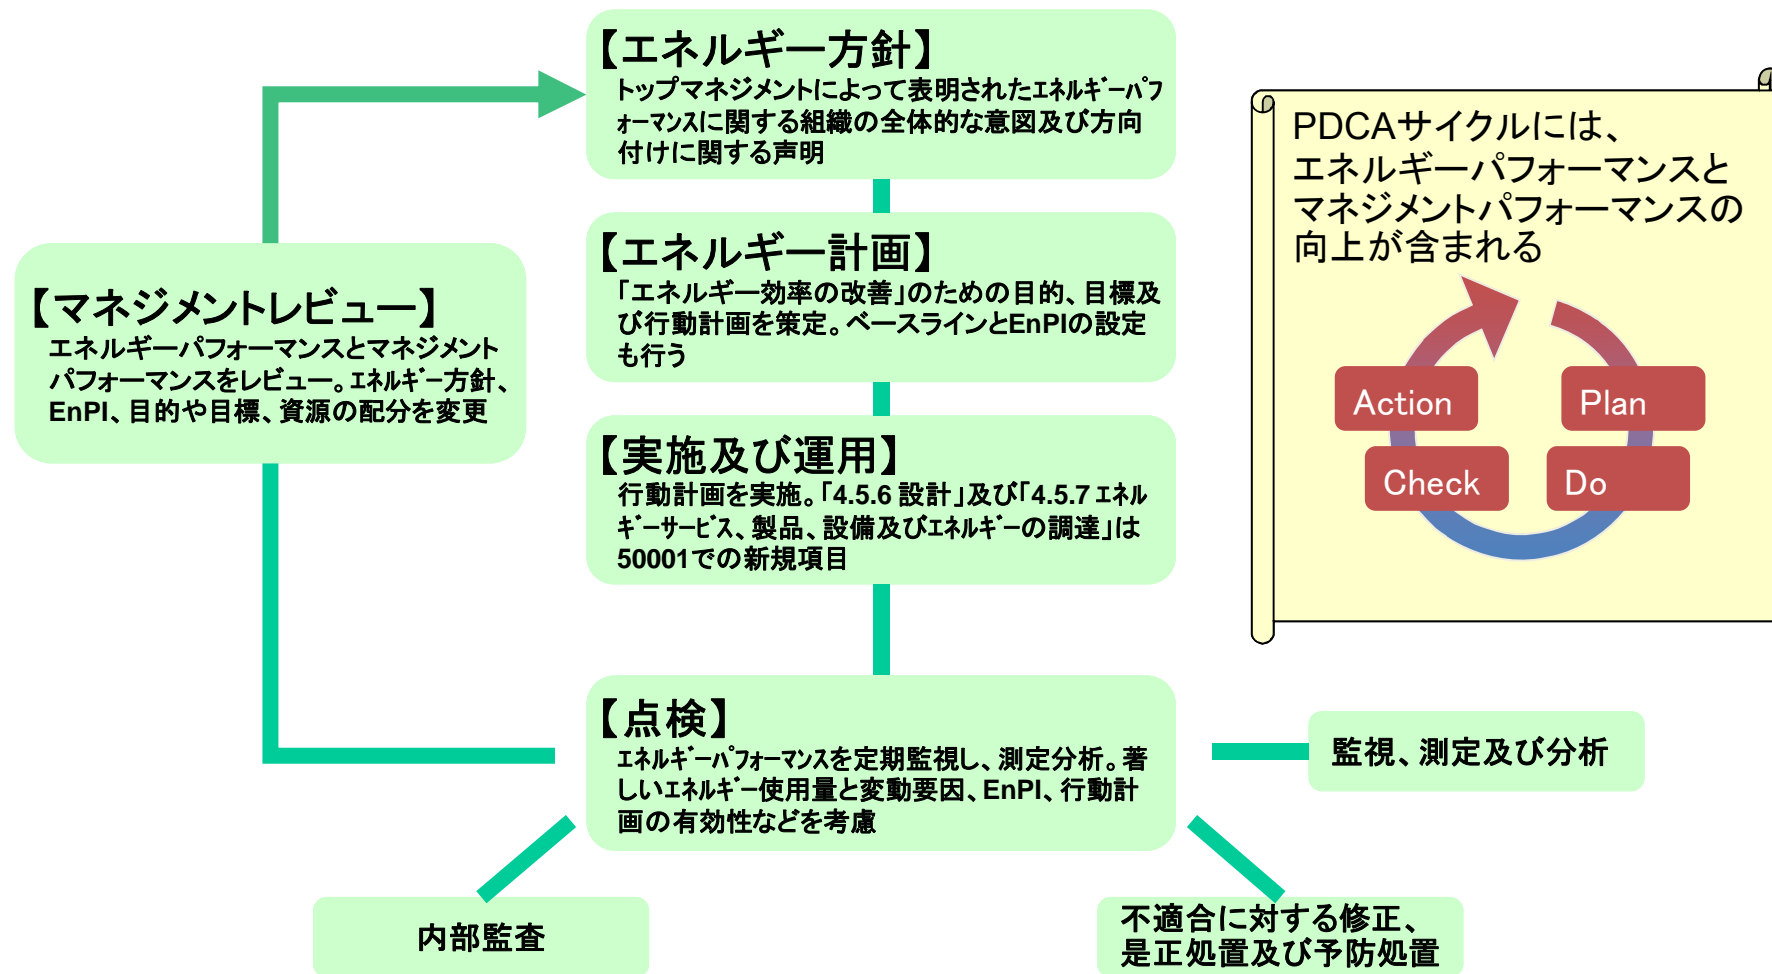 【エネルギー方針】
トップマネジメントによって表明されたｴﾈﾙｷﾞｰﾊﾟﾌ
ｫｰﾏﾝｽに関する組織の全体的な意図及び方向
付けに関する声明
【エネルギー計画】
「エネルギー効率の改善」のための目的、目標及
び行動計画を策定。ベースラインとEnPIの設定
も行う
【マネジメントレビュー】
エネルギーパフォーマンスとマネジメント
パフォーマンスをレビュー。ｴﾈﾙｷﾞｰ方針、
EnPI、目的や目標、資源の配分を変更
【実施及び運用】
行動計画を実施。「4.5.6 設計」及び「4.5.7 ｴﾈﾙ
ｷﾞｰｻｰﾋﾞｽ、製品、設備及びｴﾈﾙｷﾞｰの調達」は
50001での新規項目
【点検】
ｴﾈﾙｷﾞｰﾊﾟﾌｫｰﾏﾝｽを定期監視し、測定分析。著
しいｴﾈﾙｷﾞｰ使用量と変動要因、EnPI、行動計
画の有効性などを考慮
監視、測定及び分析
内部監査
不適合に対する修正、
是正処置及び予防処置
PDCAサイクルには、
エネルギーパフォーマンスと
マネジメントパフォーマンスの
向上が含まれる
Action
Plan
Check
Do